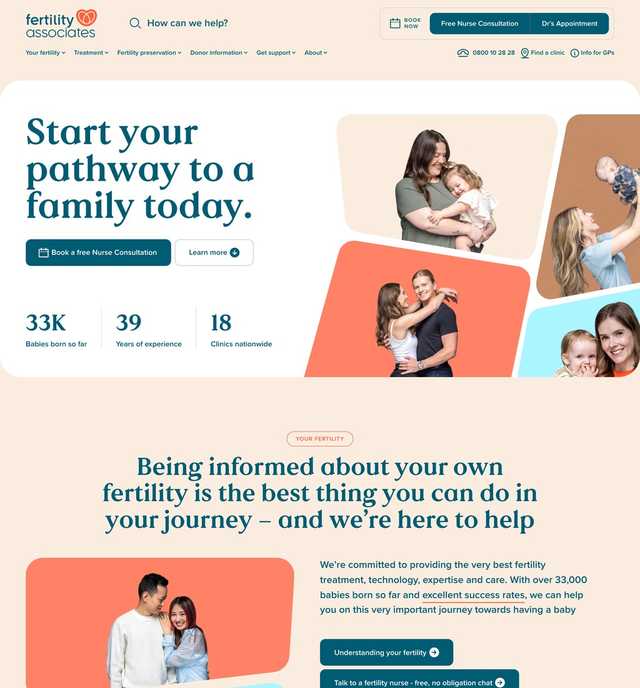 fertility
associates
How can we help?
BOOK
NOW
Free Nurse Consultation
Dr's Appointment
Your fertility
Treatment
Fertility preservation
Donor information
Get support
About
0800 10 28 28
Find a clinic
Info for GPs
Start your
pathway to a
family today.
Book a free Nurse Consultation
Learn more
33K
Babies born so far
39
Years of experience
18
Clinics nationwide
YOUR FERTILITY
Being informed about your own
fertility is the best thing you can do in
your journey – and we're here to help
We're committed to providing the very best fertility
treatment, technology, expertise and care. With over 33,000
babies born so far and excellent success rates, we can help
you on this very important journey towards having a baby
Understanding your fertility
Talk to a fertility nurse - free, no obligation chat